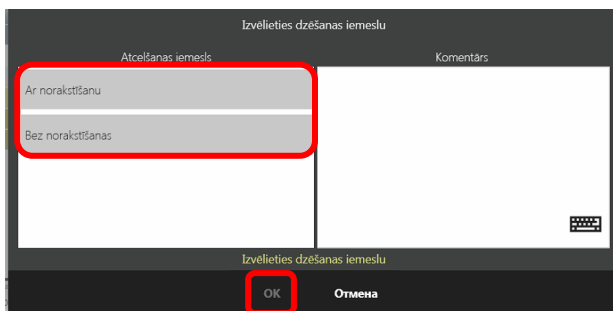 Izvēlieties dzēšanas iemeslu
Atcelšanas iemesls
Komentārs
Ar norakstīšanu
Bez norakstīšanas
Izvēlieties dzēšanas iemeslu
OK
Отмена